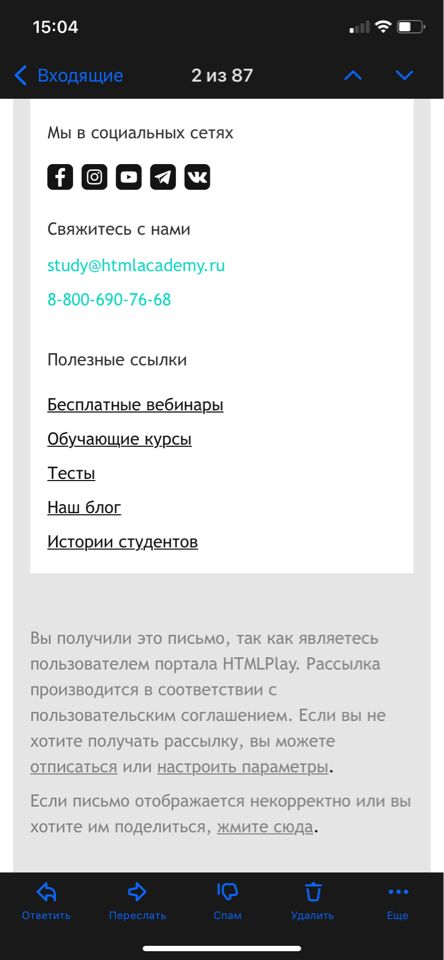 15:04
Входящие
2 из 87
Мы в социальных сетях
Свяжитесь с нами
study@htmlacademy.ru
8-800-690-76-68
Полезные ссылки
Бесплатные вебинары
Обучающие курсы
Тесты
Наш блог
Истории студентов
Вы получили это письмо, так как являетесь
пользователем портала HTMLPlay. Рассылка
производится в соответствии с
пользовательским соглашением. Если вы не
хотите получать рассылку, вы можете
отписаться или настроить параметры.
Если письмо отображается некорректно или вы
хотите им поделиться, жмите сюда.
Ответить
Переслать
Спам
Удалить
Еще